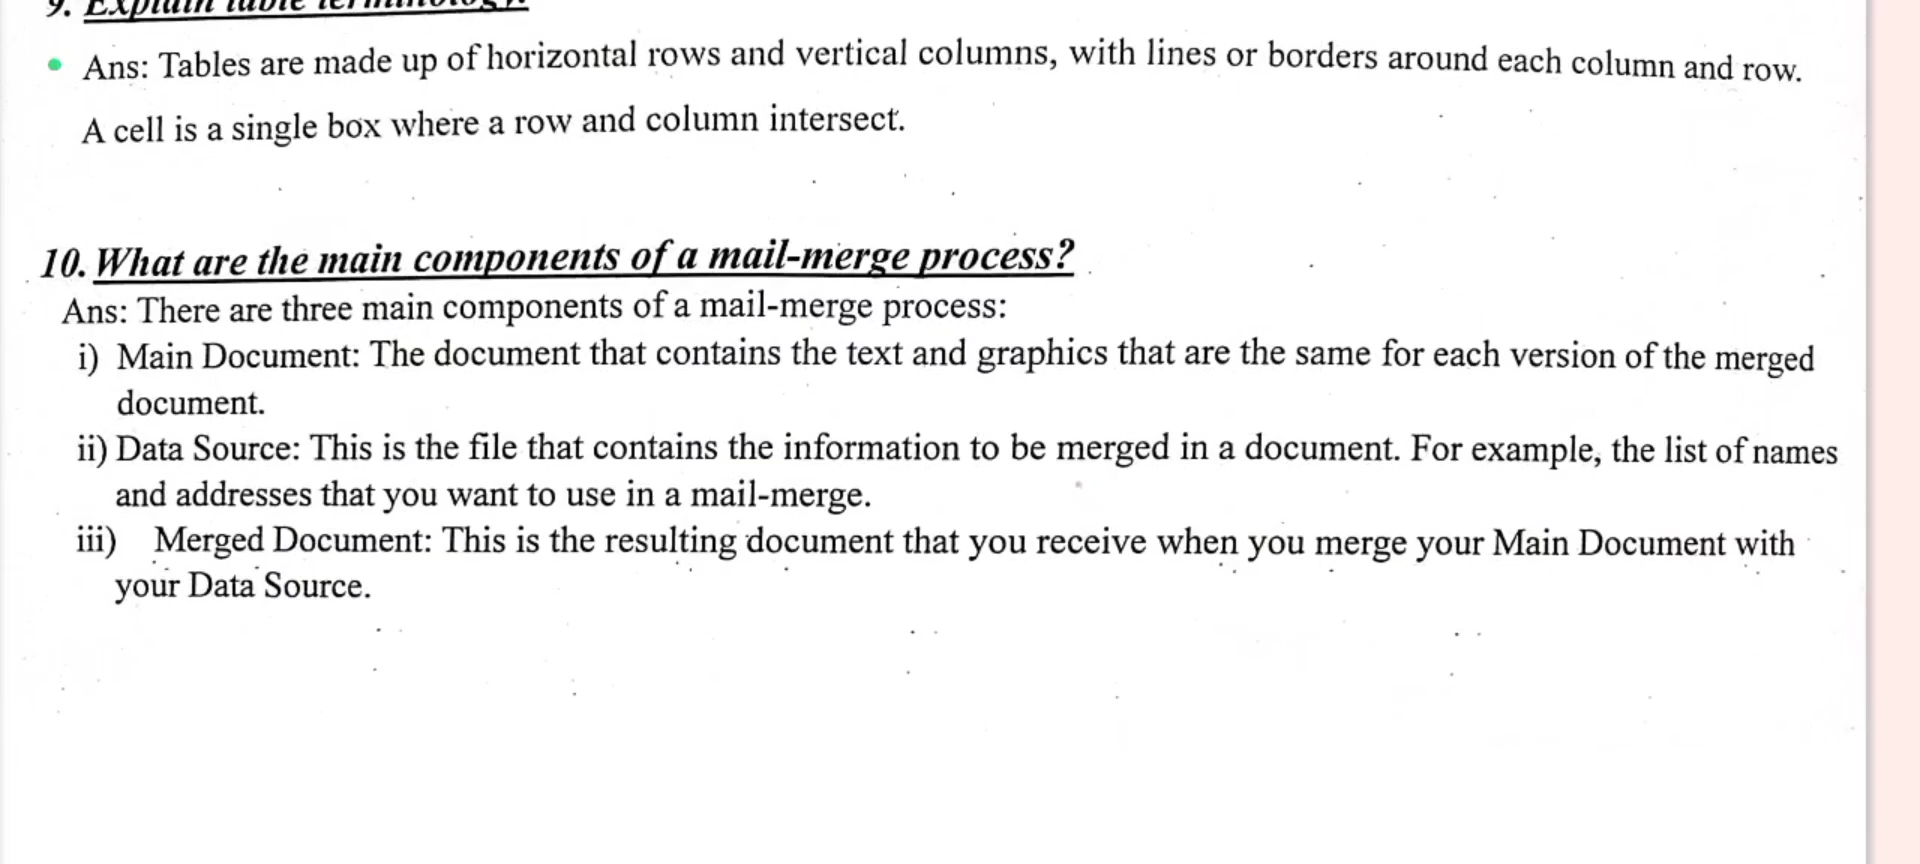 9. Explain table terminology.
Ans: Tables are made up of horizontal rows and vertical columns, with lines or borders around each column and row.
A cell is a single box where a row and column intersect.
10. What are the main components of a mail-merge process?
Ans: There are three main components of a mail-merge process:
i) Main Document: The document that contains the text and graphics that are the same for each version of the merged
document.
ii) Data Source: This is the file that contains the information to be merged in a document. For example, the list of names
and addresses that you want to use in a mail-merge.
iii) Merged Document: This is the resulting document that you receive when you merge your Main Document with
your Data Source.